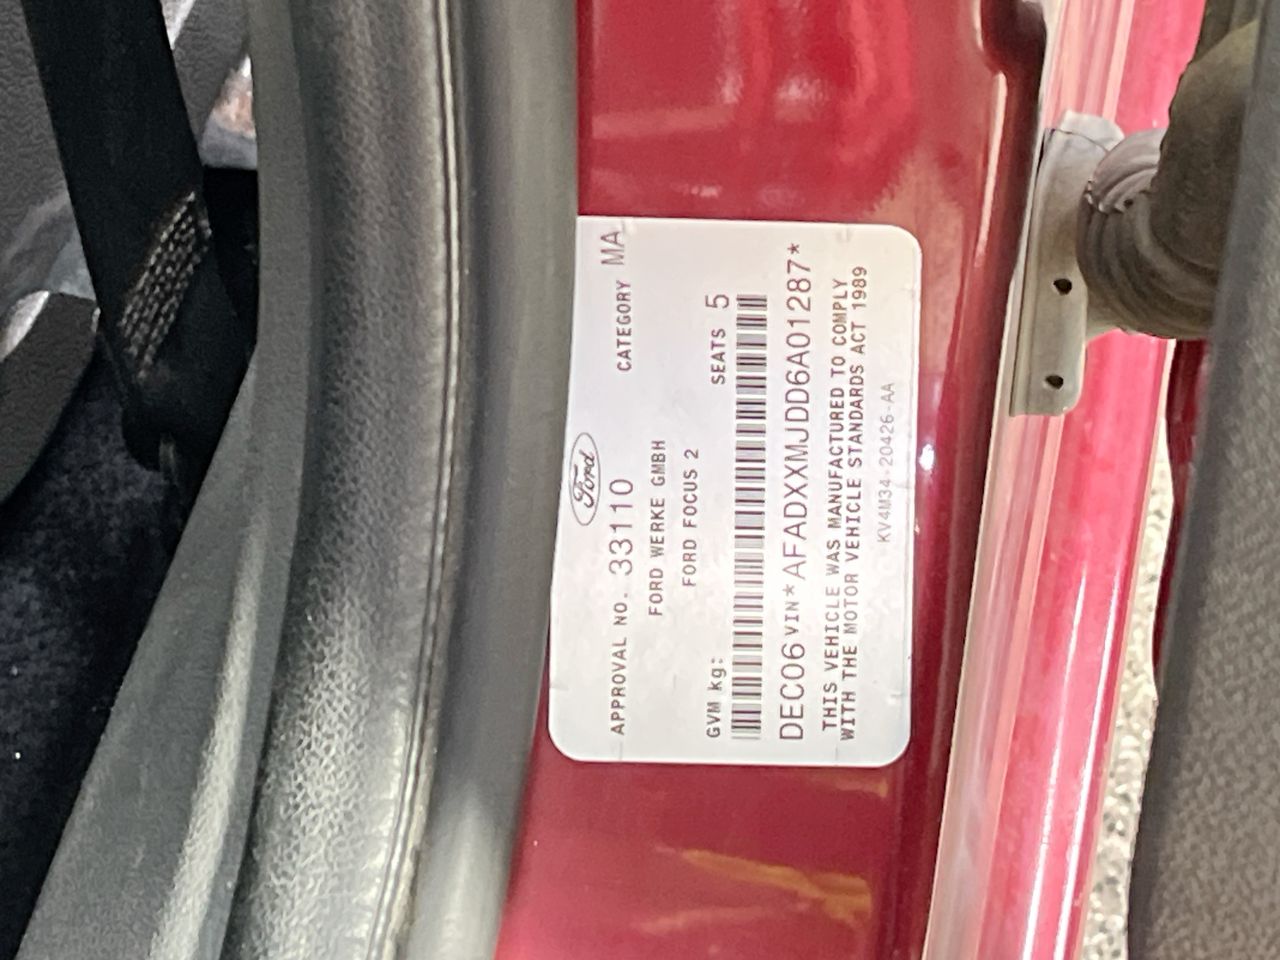 Ford
APPROVAL NO. 33110 CATEGORY MA
FORD WERKE GMBH
FORD FOCUS 2
GVM kg: SEATS 5
DEC06 VIN*AFADXXMJDD6A01287*
THIS VEHICLE WAS MANUFACTURED TO COMPLY
WITH THE MOTOR VEHICLE STANDARDS ACT 1989
KV4M34-20426-AA